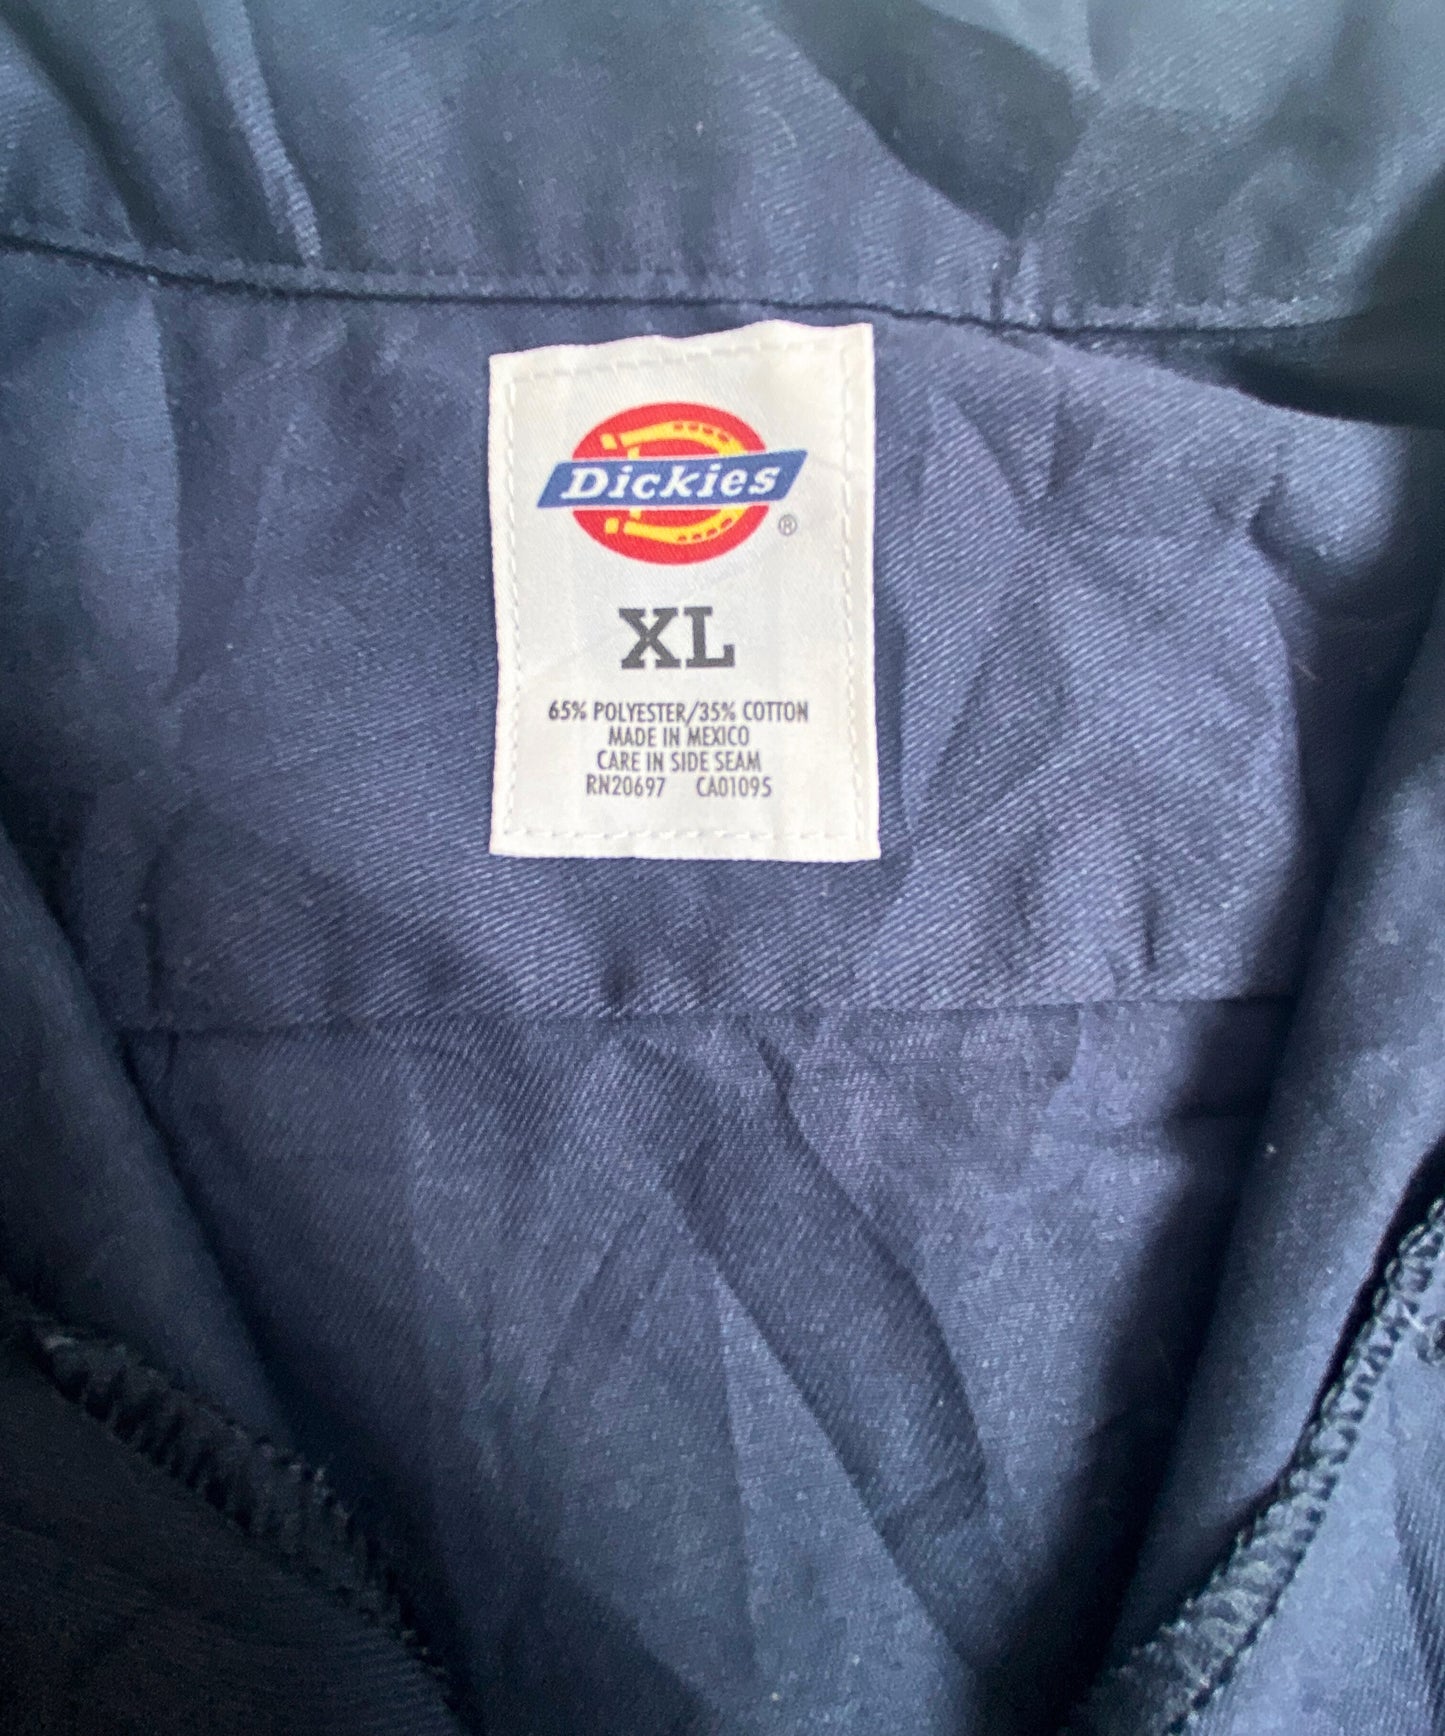 Dickies
®
XL
65% POLYESTER/35% COTTON
MADE IN MEXICO
CARE IN SIDE SEAM
RN20697 CA01095